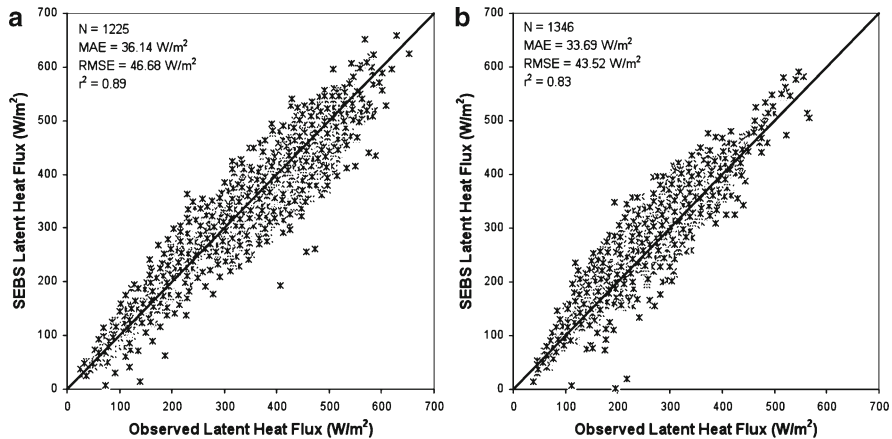 a
N = 1225
MAE = 36.14 W/m²
RMSE = 46.68 W/m²
r² = 0.89
SEBS Latent Heat Flux (W/m²)
700
600
500
400
300
200
100
0
0 100 200 300 400 500 600 700
Observed Latent Heat Flux (W/m²)
b
N = 1346
MAE = 33.69 W/m²
RMSE = 43.52 W/m²
r² = 0.83
SEBS Latent Heat Flux (W/m²)
700
600
500
400
300
200
100
0
0 100 200 300 400 500 600 700
Observed Latent Heat Flux (W/m²)